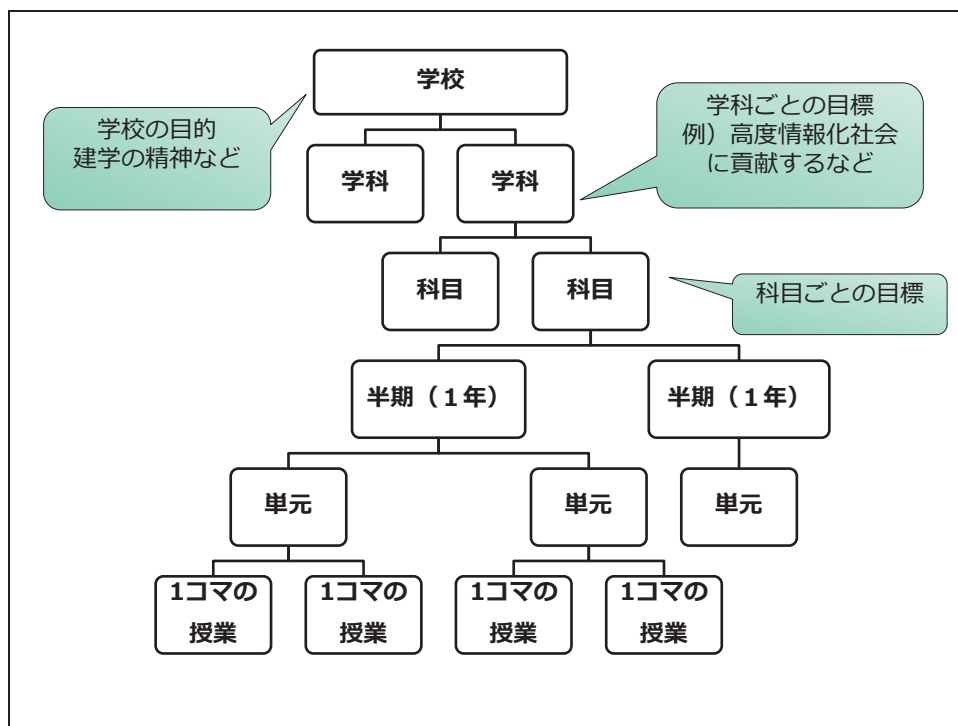 学校
学校の目的
建学の精神など
学科ごとの目標
例）高度情報化社会
に貢献するなど
学科
学科
科目
科目
科目ごとの目標
半期（１年）
半期（１年）
単元
単元
単元
1コマの
授業
1コマの
授業
1コマの
授業
1コマの
授業